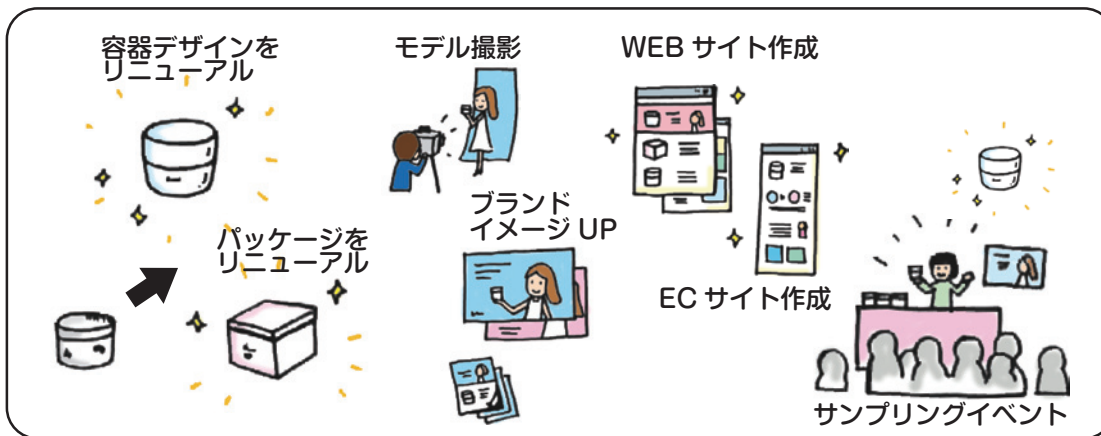 容器デザインを
リニューアル
モデル撮影
WEB サイト作成
パッケージを
リニューアル
ブランド
イメージ UP
EC サイト作成
サンプリングイベント